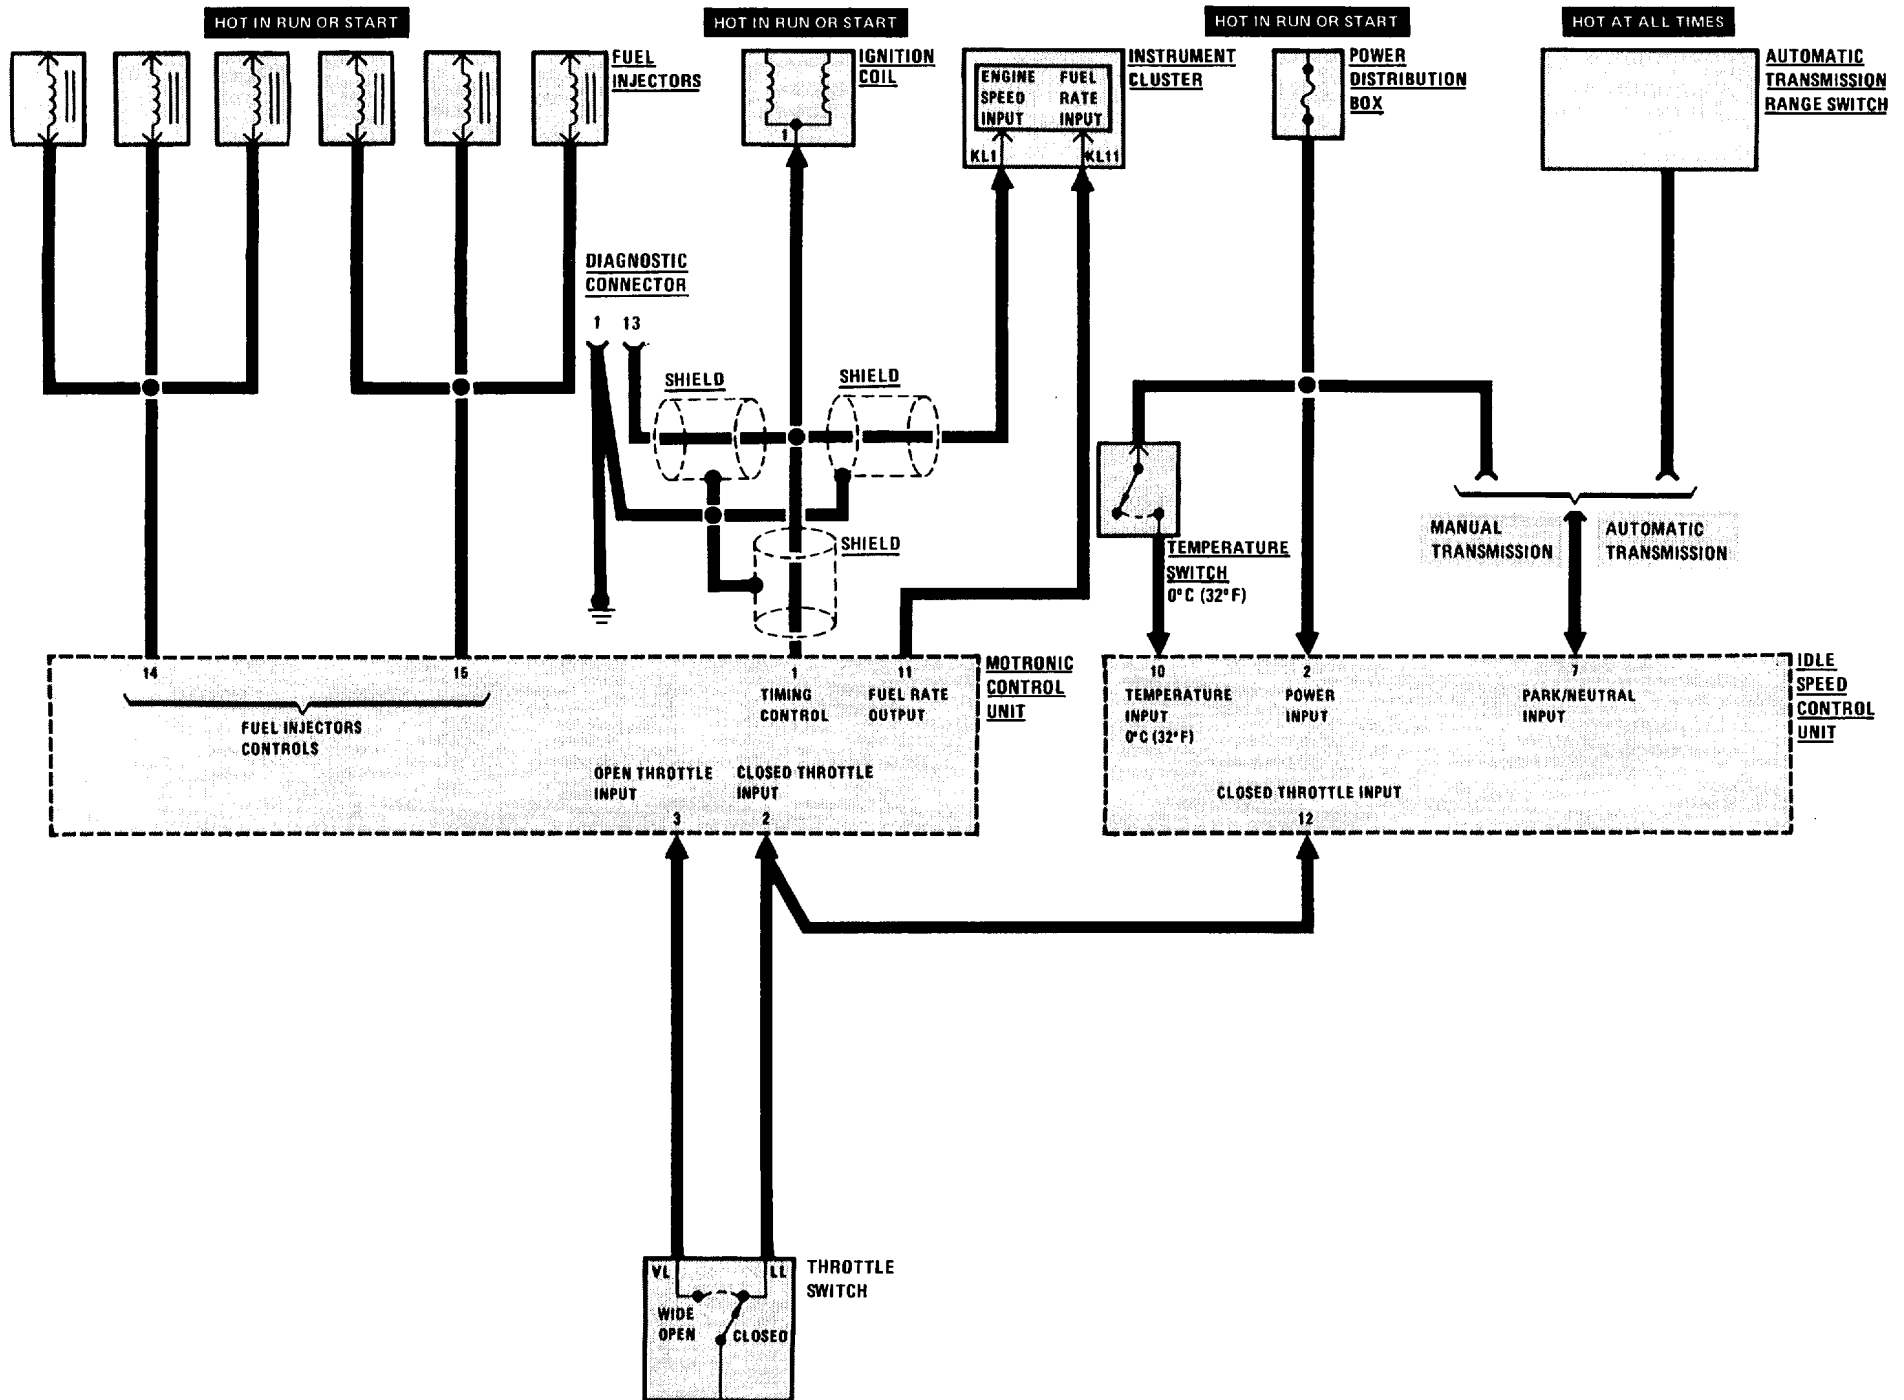 HOT IN RUN OR START
HOT IN RUN OR START
HOT IN RUN OR START
HOT AT ALL TIMES
FUEL
INJECTORS
IGNITION
COIL
1
INSTRUMENT
CLUSTER
ENGINE
SPEED
INPUT
FUEL
RATE
INPUT
KL1
KL11
POWER
DISTRIBUTION
BOX
AUTOMATIC
TRANSMISSION
RANGE SWITCH
DIAGNOSTIC
CONNECTOR
1
13
SHIELD
SHIELD
SHIELD
TEMPERATURE
SWITCH
0°C (32°F)
MANUAL
TRANSMISSION
AUTOMATIC
TRANSMISSION
14
15
1
11
FUEL INJECTORS
CONTROLS
TIMING
CONTROL
FUEL RATE
OUTPUT
OPEN THROTTLE
INPUT
3
CLOSED THROTTLE
INPUT
2
MOTRONIC
CONTROL
UNIT
10
TEMPERATURE
INPUT
0°C (32°F)
2
POWER
INPUT
7
PARK/NEUTRAL
INPUT
CLOSED THROTTLE INPUT
12
IDLE
SPEED
CONTROL
UNIT
VL
LL
WIDE
OPEN
CLOSED
THROTTLE
SWITCH